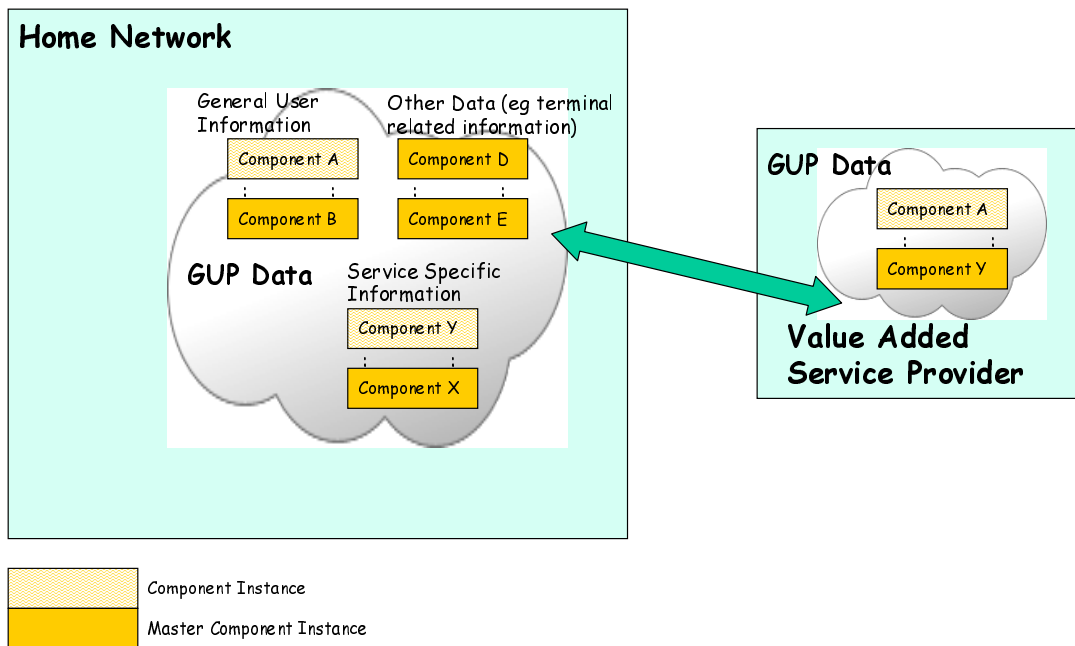 Home Network
General User
Information
Component A
Component B
Other Data (eg terminal
related information)
Component D
Component E
GUP Data
Service Specific
Information
Component Y
Component X
GUP Data
Component A
Component Y
Value Added
Service Provider
Component Instance
Master Component Instance